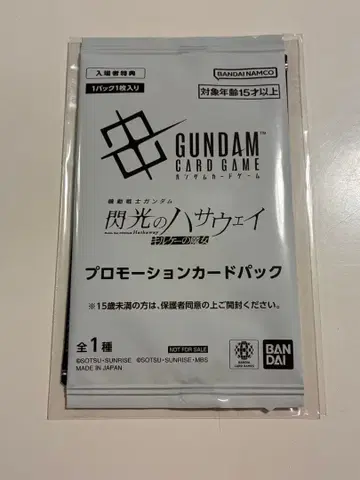 入場者特典
1パック1枚入り
BANDAI NAMCO
対象年齢15才以上
GUNDAM™
CARD GAME
ガンダムカードゲーム
機動戦士ガンダム
閃光のハサウェイ
Hathaway
キルケーの魔女
プロモーションカードパック
※15歳未満の方は、保護者同意の上ご開封ください。
全1種
NOT FOR SALE
©SOTSU・SUNRISE ©SOTSU・SUNRISE・MBS
MADE IN JAPAN
BANDAI